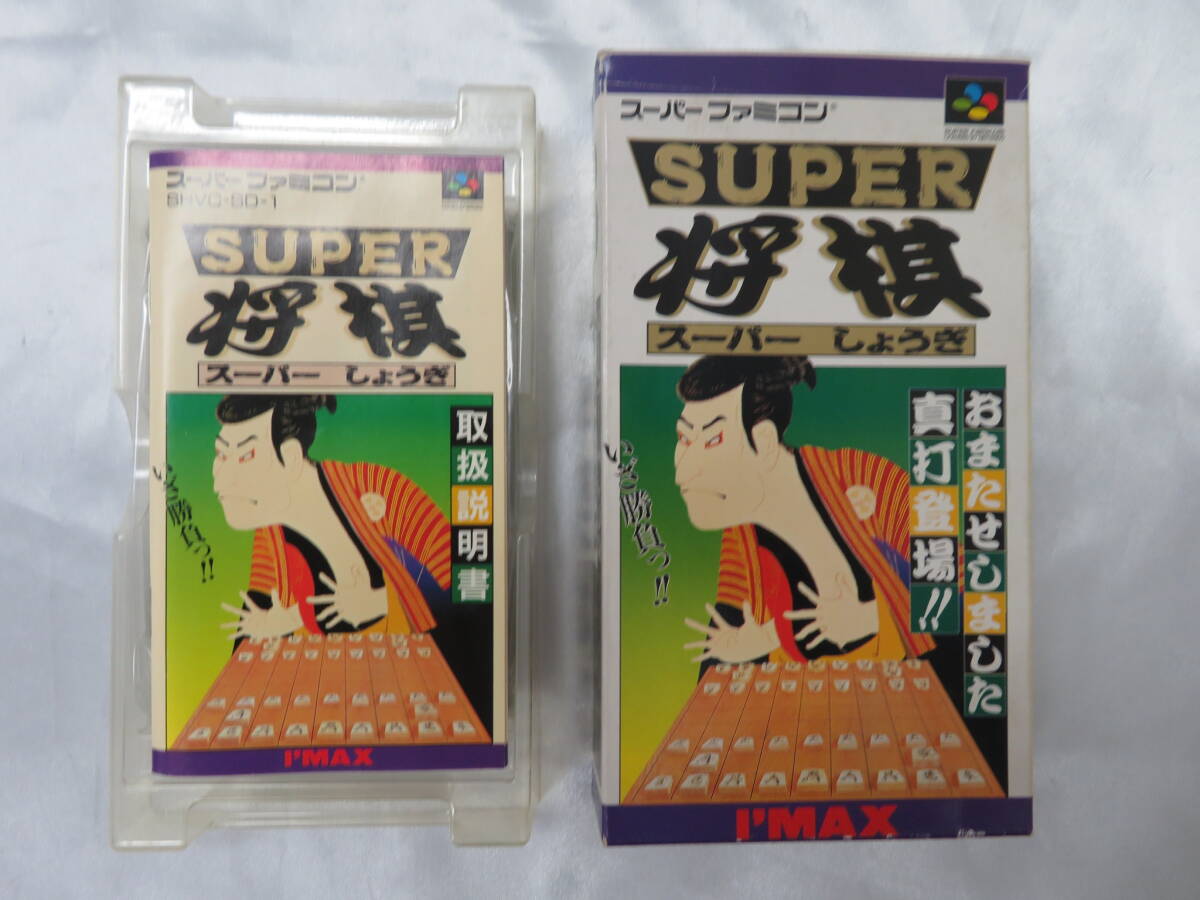 スーパーファミコン
SHVC-SD-1
SUPER
将棋
スーパー しょうぎ
取扱説明書
いざ勝負っ!!
I'MAX
スーパーファミコン
SUPER
将棋
スーパー しょうぎ
おまたせしました
真打登場!!
いざ勝負っ!!
I'MAX